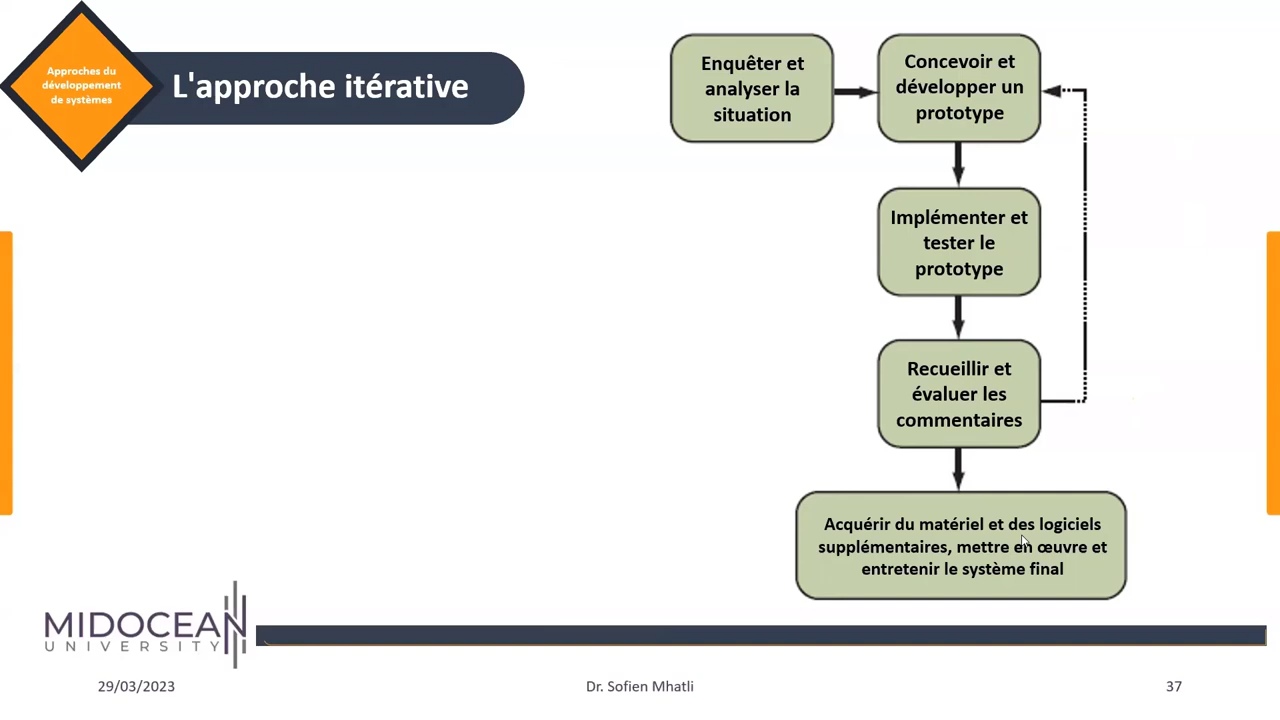 Approches du
développement
de systèmes
L'approche itérative
Enquêter et
analyser la
situation
Concevoir et
développer un
prototype
Implémenter et
tester le
prototype
Recueillir et
évaluer les
commentaires
Acquérir du matériel et des logiciels
supplémentaires, mettre en œuvre et
entretenir le système final
MIDOCEAN
UNIVERSITY
29/03/2023
Dr. Sofien Mhatli
37